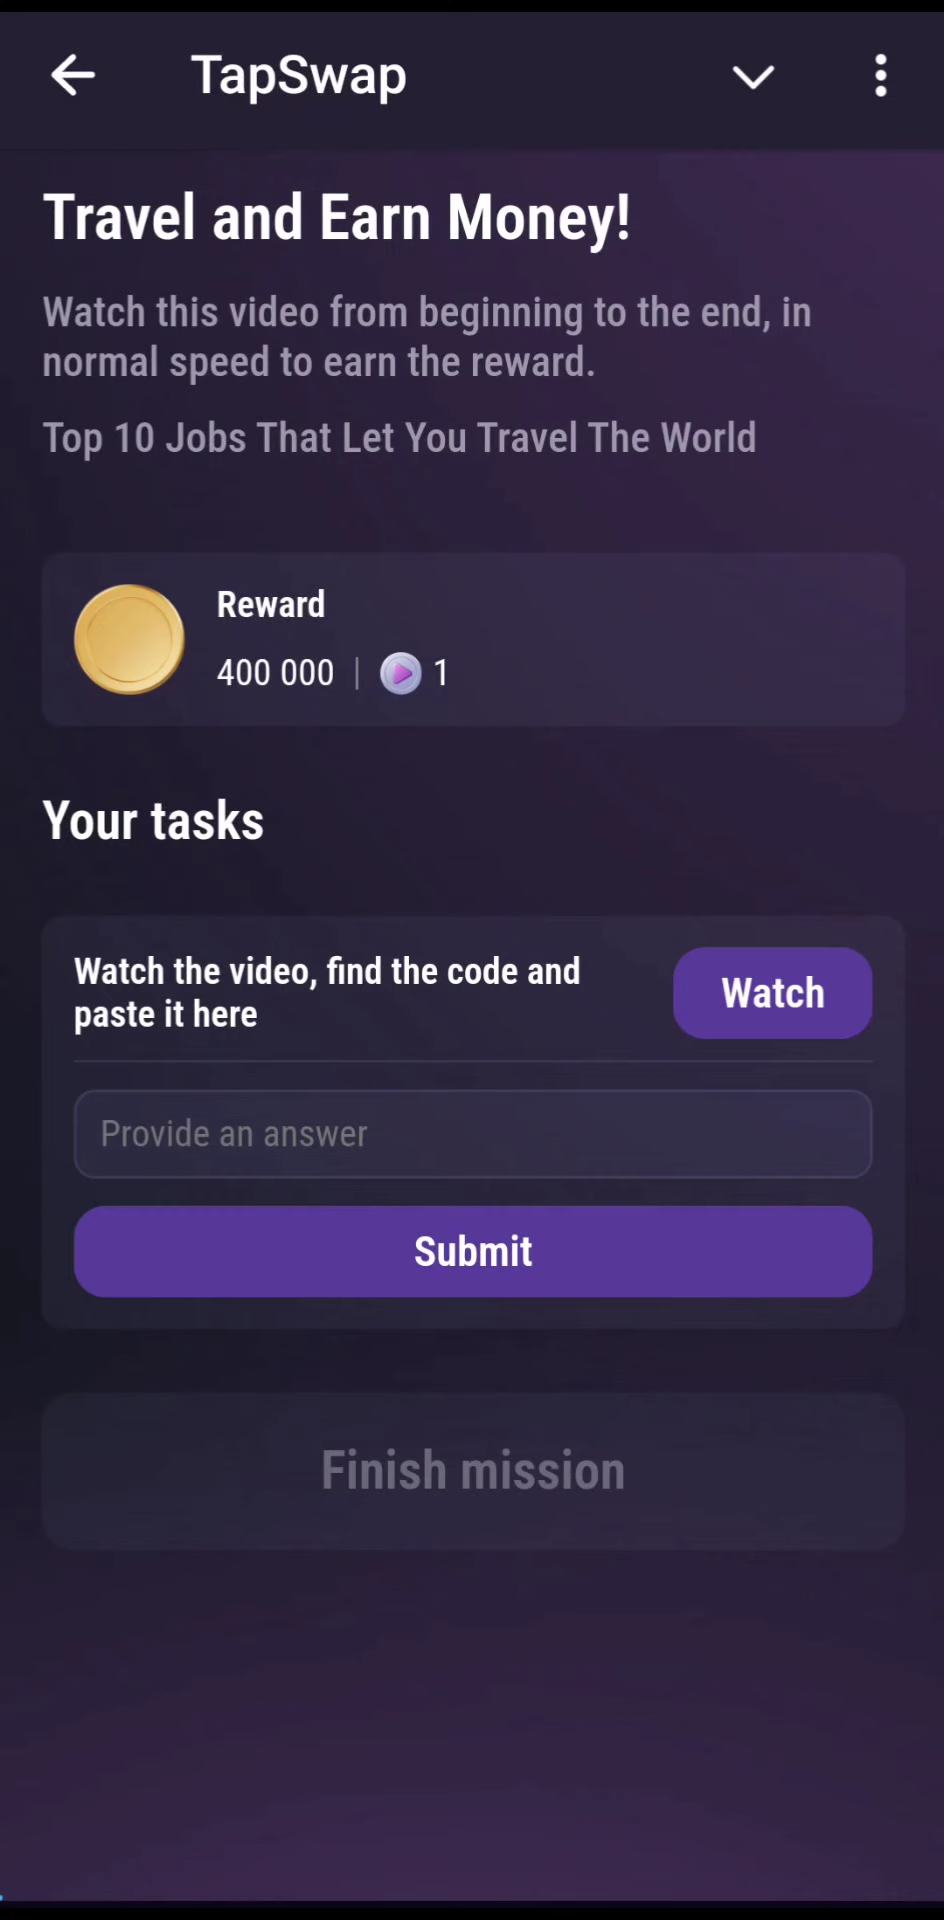 TapSwap
Travel and Earn Money!
Watch this video from beginning to the end, in
normal speed to earn the reward.
Top 10 Jobs That Let You Travel The World
Reward
400 000 | 1
Your tasks
Watch the video, find the code and
paste it here
Watch
Provide an answer
Submit
Finish mission